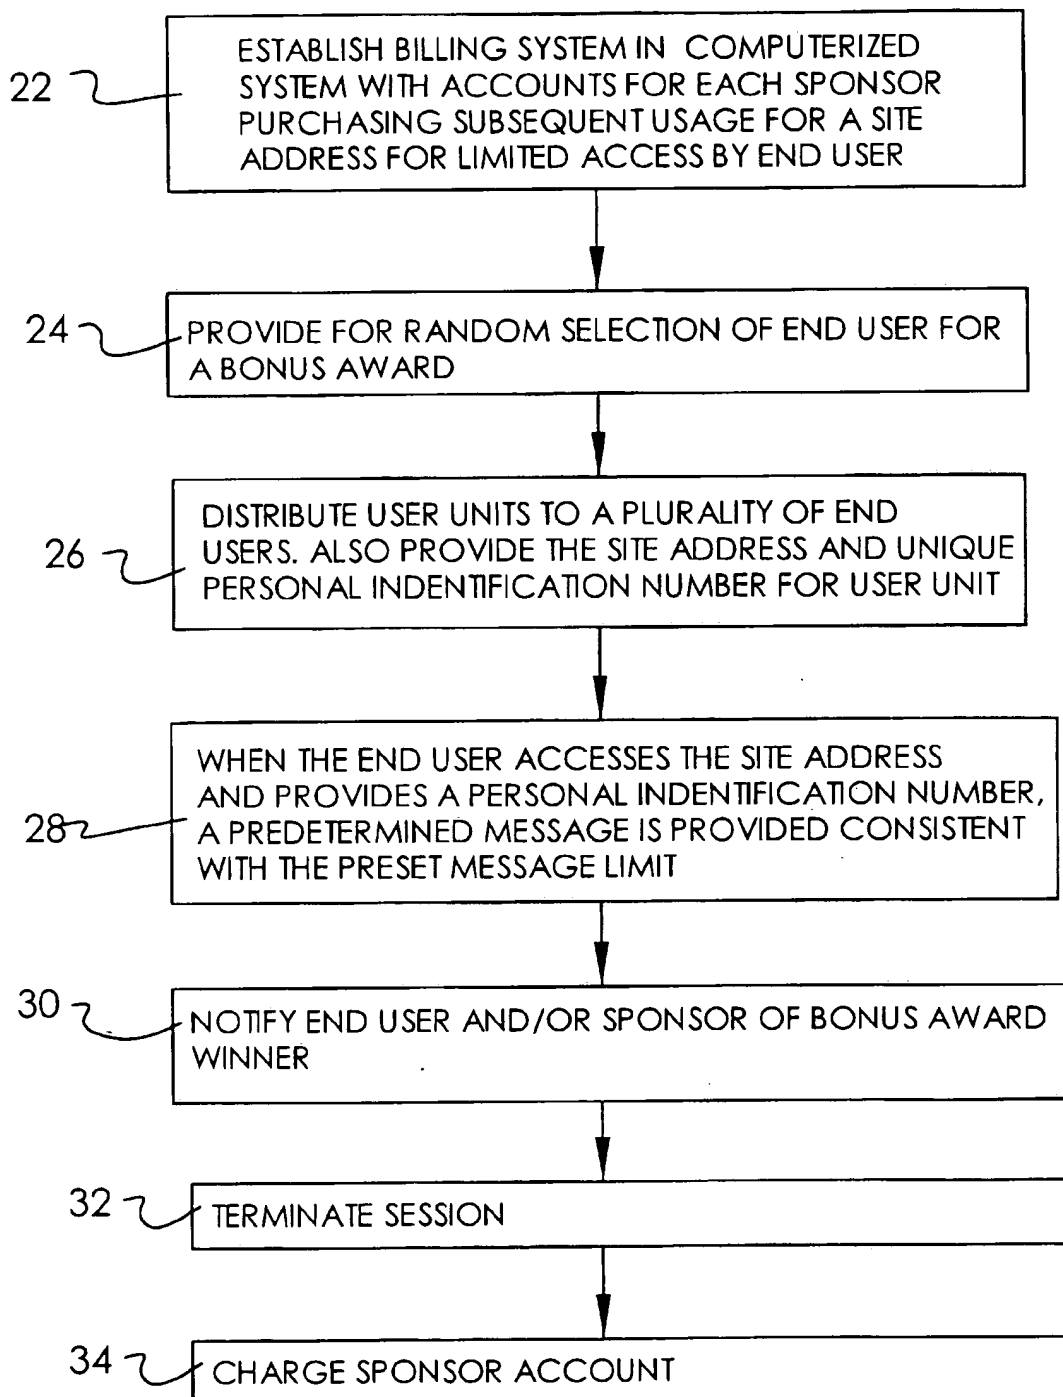 22
ESTABLISH BILLING SYSTEM IN COMPUTERIZED
SYSTEM WITH ACCOUNTS FOR EACH SPONSOR
PURCHASING SUBSEQUENT USAGE FOR A SITE
ADDRESS FOR LIMITED ACCESS BY END USER
24
PROVIDE FOR RANDOM SELECTION OF END USER FOR
A BONUS AWARD
26
DISTRIBUTE USER UNITS TO A PLURALITY OF END
USERS. ALSO PROVIDE THE SITE ADDRESS AND UNIQUE
PERSONAL INDENTIFICATION NUMBER FOR USER UNIT
28
WHEN THE END USER ACCESSES THE SITE ADDRESS
AND PROVIDES A PERSONAL INDENTIFICATION NUMBER,
A PREDETERMINED MESSAGE IS PROVIDED CONSISTENT
WITH THE PRESET MESSAGE LIMIT
30
NOTIFY END USER AND/OR SPONSOR OF BONUS AWARD
WINNER
32
TERMINATE SESSION
34
CHARGE SPONSOR ACCOUNT